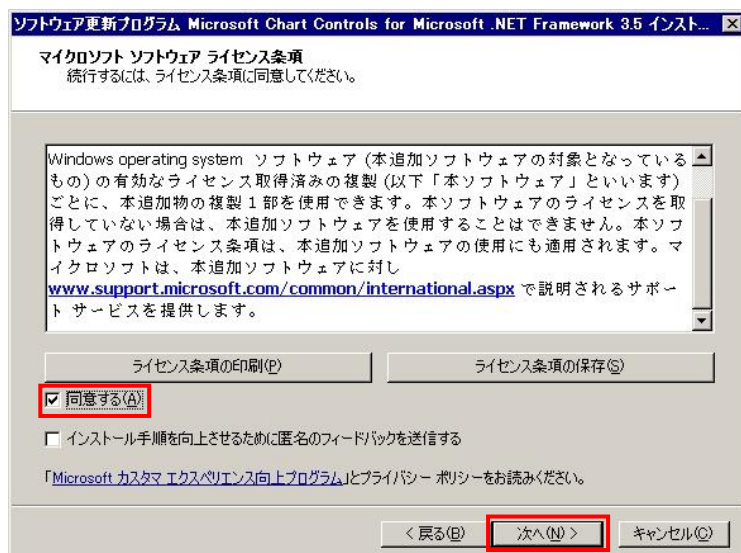 ソフトウェア更新プログラム Microsoft Chart Controls for Microsoft .NET Framework 3.5 インスト...
マイクロソフト ソフトウェア ライセンス条項
続行するには、ライセンス条項に同意してください。
Windows operating system ソフトウェア (本追加ソフトウェアの対象となっている
もの) の有効なライセンス取得済みの複製 (以下「本ソフトウェア」といいます)
ごとに、本追加物の複製 1 部を使用できます。本ソフトウェアのライセンスを取
得していない場合は、本追加ソフトウェアを使用することはできません。本ソフ
トウェアのライセンス条項は、本追加ソフトウェアの使用にも適用されます。マ
イクロソフトは、本追加ソフトウェアに対し
www.support.microsoft.com/common/international.aspx で説明されるサポー
ト サービスを提供します。
ライセンス条項の印刷(P)
ライセンス条項の保存(S)
同意する(A)
インストール手順を向上させるために匿名のフィードバックを送信する
「Microsoft カスタマ エクスペリエンス向上プログラム」とプライバシー ポリシーをお読みください。
< 戻る(B)
次へ(N) >
キャンセル(C)